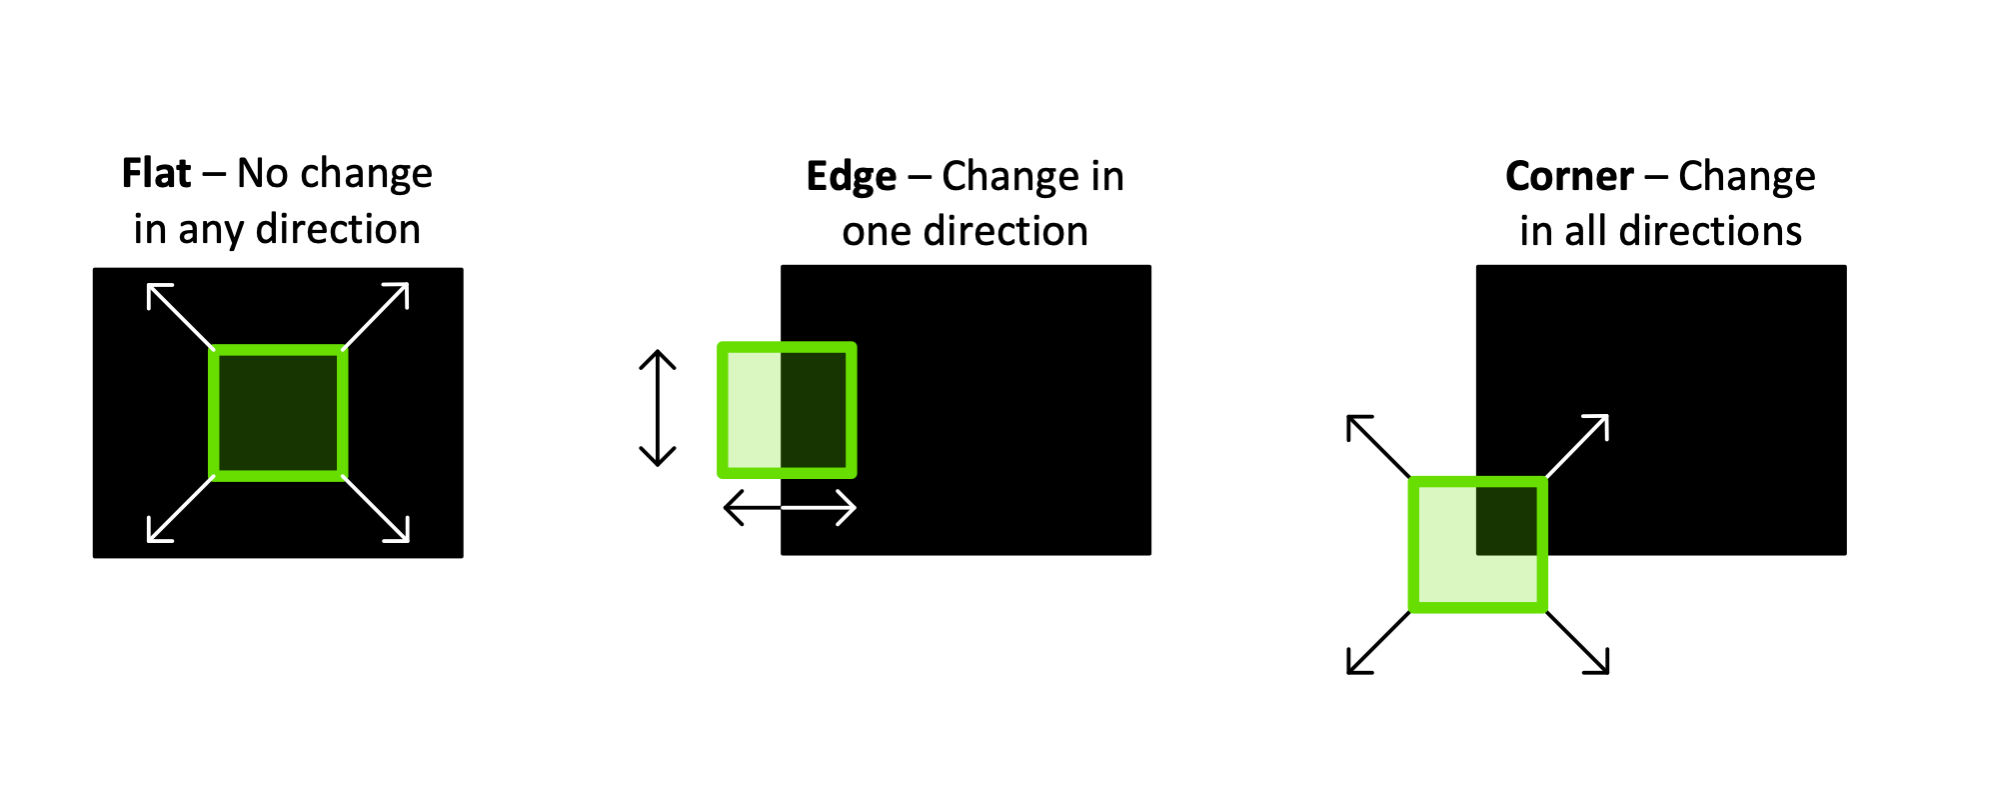 Flat – No change
in any direction
Edge – Change in
one direction
Corner – Change
in all directions